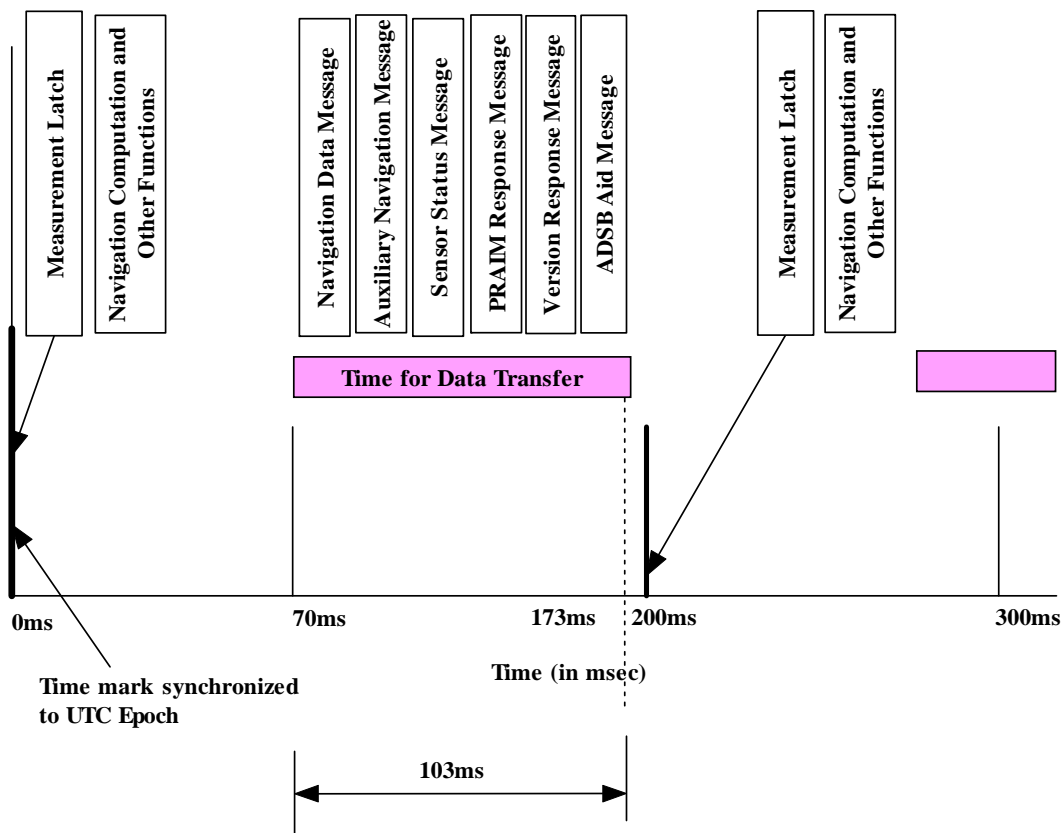 Measurement Latch
Navigation Computation and
Other Functions
Navigation Data Message
Auxiliary Navigation Message
Sensor Status Message
PRAIM Response Message
Version Response Message
ADSB Aid Message
Measurement Latch
Navigation Computation and
Other Functions
Time for Data Transfer
0ms
70ms
173ms
200ms
300ms
Time (in msec)
Time mark synchronized
to UTC Epoch
103ms